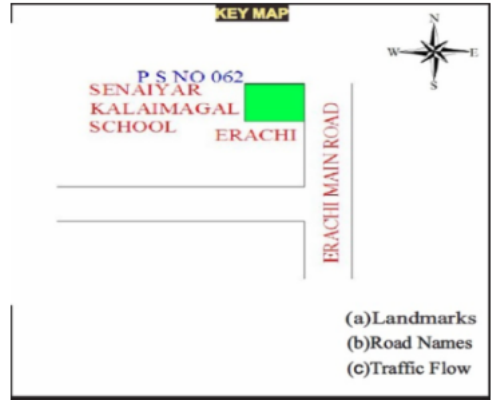 KEY MAP
N
W
E
S
P S NO 062
SENAIYAR
KALAIMAGAL
SCHOOL
ERACHI
ERACHI MAIN ROAD
(a)Landmarks
(b)Road Names
(c)Traffic Flow